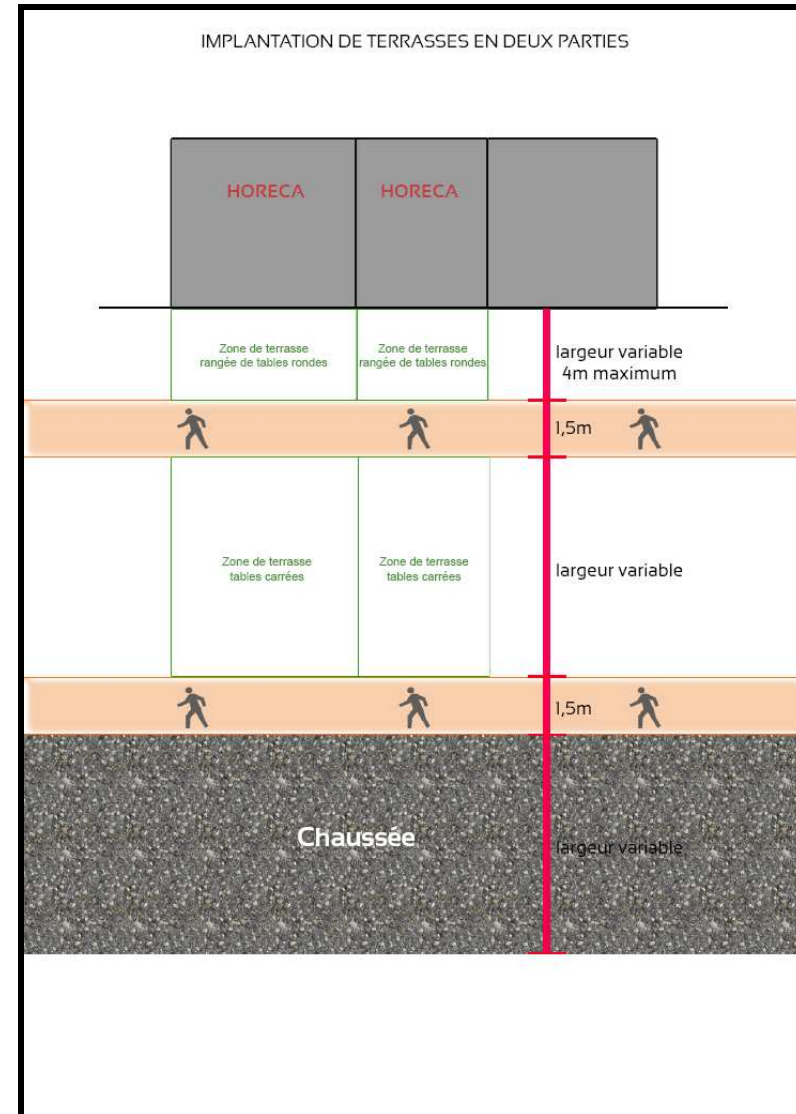 IMPLANTATION DE TERRASSES EN DEUX PARTIES
HORECA
HORECA
Zone de terrasse
rangée de tables rondes
Zone de terrasse
rangée de tables rondes
largeur variable
4m maximum
1,5m
Zone de terrasse
tables carrées
Zone de terrasse
tables carrées
largeur variable
1,5m
Chaussée
largeur variable